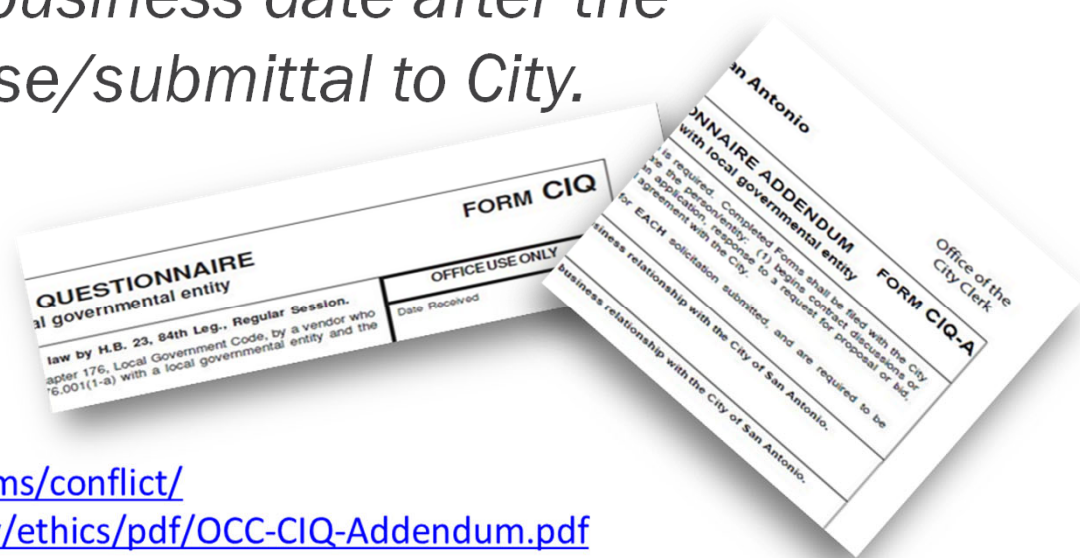 business date after the
se/submittal to City.
FORM CIQ
QUESTIONNAIRE
al governmental entity
OFFICE USE ONLY
Date Received
law by H.B. 23, 84th Leg., Regular Session.
apter 176, Local Government Code, by a vendor who
6.001(1-a) with a local governmental entity and the
an Antonio
Office of the
City Clerk
ONNAIRE ADDENDUM FORM CIQ-A
with local governmental entity
is required. Completed Forms shall be filed with the City
the person/entity: (1) begins contract discussions or
an application, response to a request for proposal or bid,
agreement with the City.
for EACH solicitation submitted, and are required to be
siness relationship with the City of San Antonio.
business relationship with the City of San Antonio.
ms/conflict/
/ethics/pdf/OCC-CIQ-Addendum.pdf